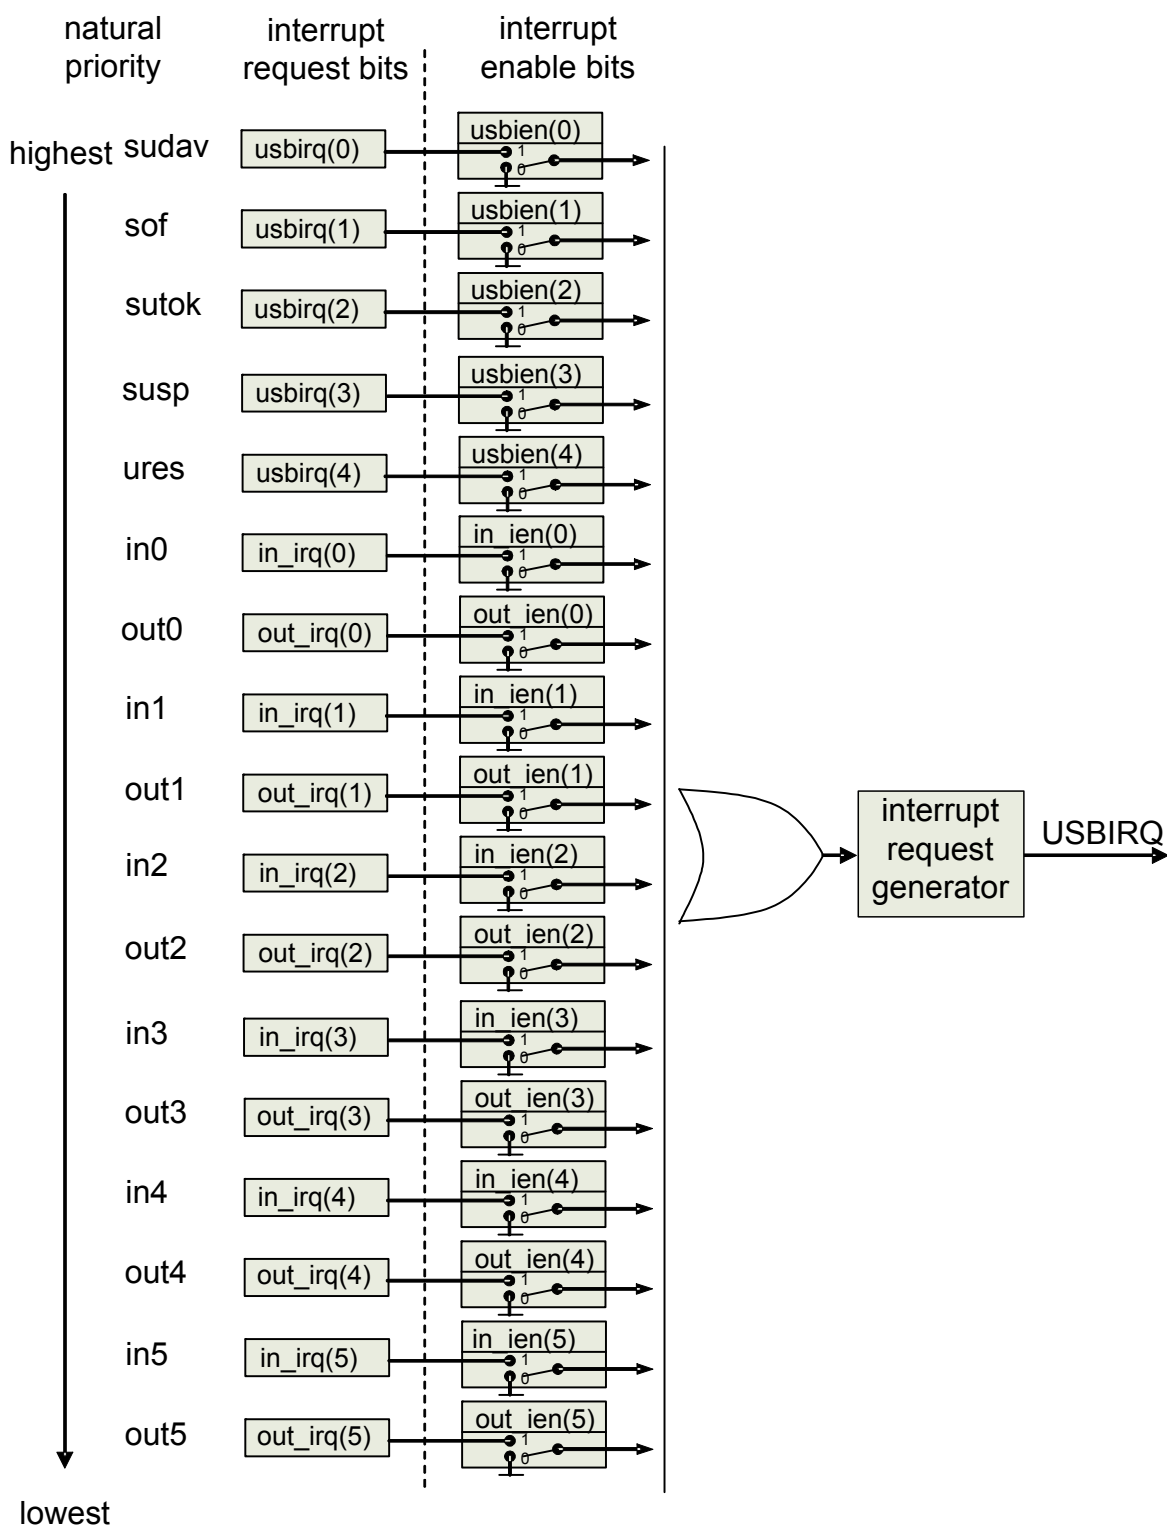 natural priority
interrupt request bits
interrupt enable bits
highest
sudav
usbirq(0)
usbien(0)
1
0
sof
usbirq(1)
usbien(1)
1
0
sutok
usbirq(2)
usbien(2)
1
0
susp
usbirq(3)
usbien(3)
1
0
ures
usbirq(4)
usbien(4)
1
0
in0
in_irq(0)
in_ien(0)
1
0
out0
out_irq(0)
out_ien(0)
1
0
in1
in_irq(1)
in_ien(1)
1
0
out1
out_irq(1)
out_ien(1)
1
0
in2
in_irq(2)
in_ien(2)
1
0
out2
out_irq(2)
out_ien(2)
1
0
in3
in_irq(3)
in_ien(3)
1
0
out3
out_irq(3)
out_ien(3)
1
0
in4
in_irq(4)
in_ien(4)
1
0
out4
out_irq(4)
out_ien(4)
1
0
in5
in_irq(5)
in_ien(5)
1
0
out5
out_irq(5)
out_ien(5)
1
0
lowest
interrupt
request
generator
USBIRQ